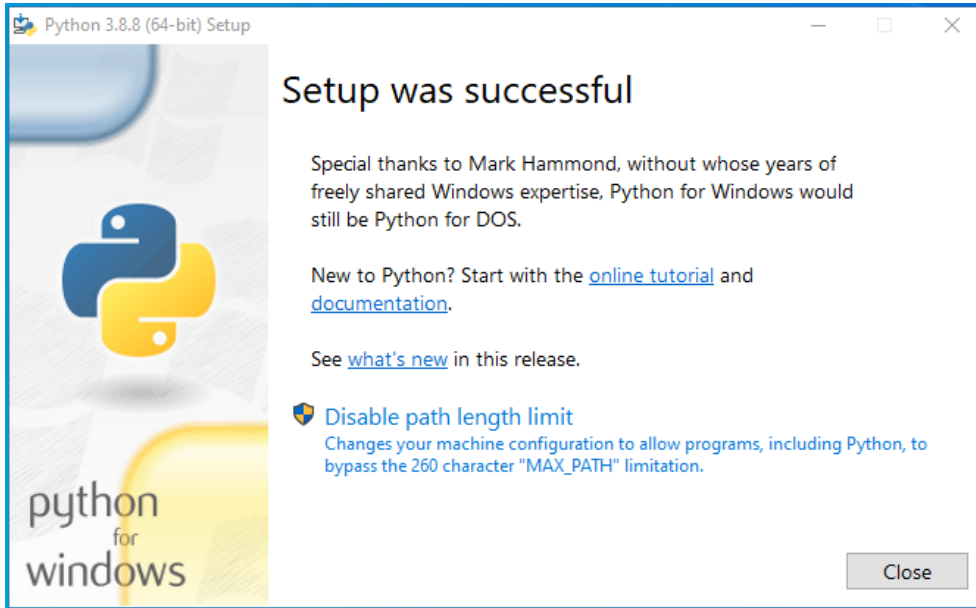 Python 3.8.8 (64-bit) Setup
Setup was successful
Special thanks to Mark Hammond, without whose years of
freely shared Windows expertise, Python for Windows would
still be Python for DOS.
New to Python? Start with the online tutorial and
documentation.
See what's new in this release.
Disable path length limit
Changes your machine configuration to allow programs, including Python, to
bypass the 260 character "MAX_PATH" limitation.
python
for
windows
Close